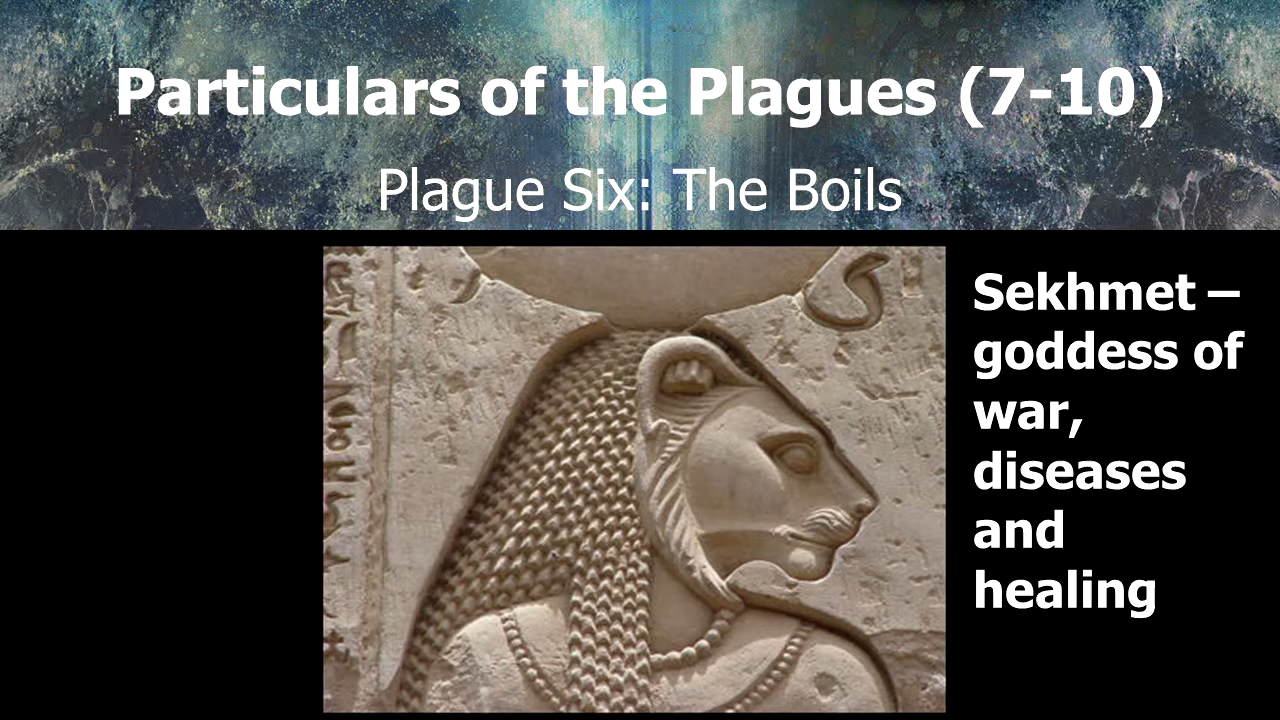 Particulars of the Plagues (7-10)
Plague Six: The Boils
Sekhmet –
goddess of
war,
diseases
and
healing